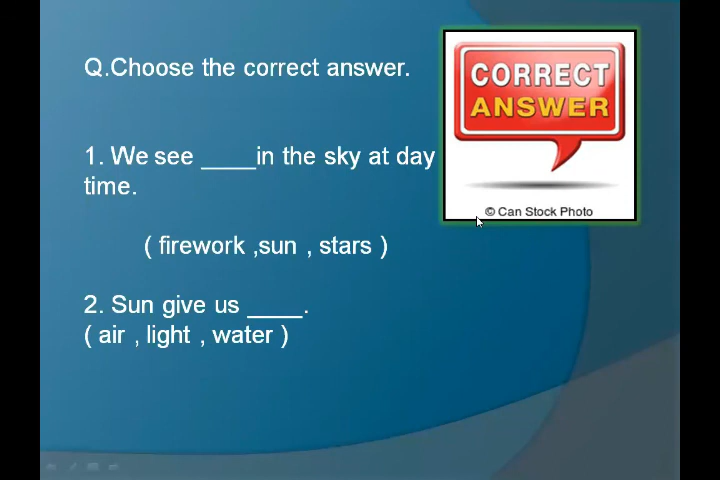 Q.Choose the correct answer.
CORRECT
ANSWER
© Can Stock Photo
1. We see ____in the sky at day
time.
( firework ,sun , stars )
2. Sun give us ____.
( air , light , water )